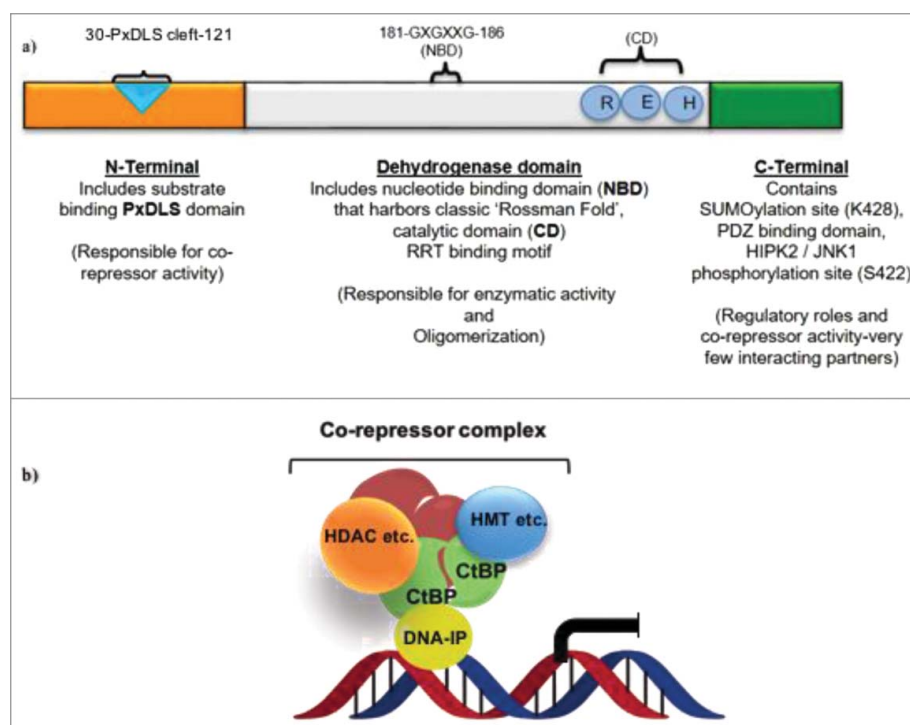 a)
30-PxDLS cleft-121
181-GXGXXG-186
(NBD)
(CD)
R E H
N-Terminal
Includes substrate
binding PxDLS domain
(Responsible for co-
repressor activity)
Dehydrogenase domain
Includes nucleotide binding domain (NBD)
that harbors classic ‘Rossman Fold’,
catalytic domain (CD)
RRT binding motif
(Responsible for enzymatic activity
and
Oligomerization)
C-Terminal
Contains
SUMOylation site (K428),
PDZ binding domain,
HIPK2 / JNK1
phosphorylation site (S422)
(Regulatory roles and
co-repressor activity-very
few interacting partners)
b)
Co-repressor complex
HDAC etc.
HMT etc.
CtBP
CtBP
DNA-IP